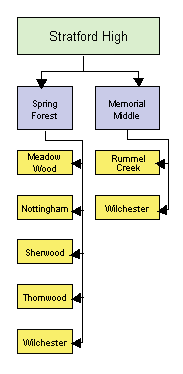 Stratford High
Spring
Forest
Memorial
Middle
Meadow
Wood
Nottingham
Sherwood
Thornwood
Wilchester
Rummel
Creek
Wilchester